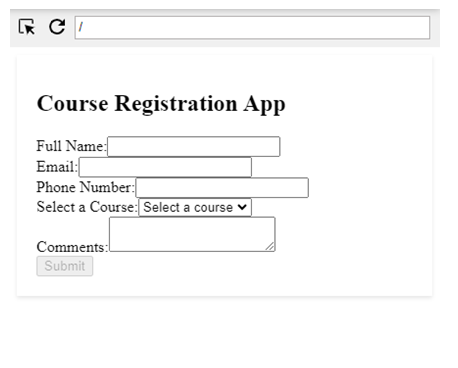 /
Course Registration App
Full Name:
Email:
Phone Number:
Select a Course: Select a course
Comments:
Submit